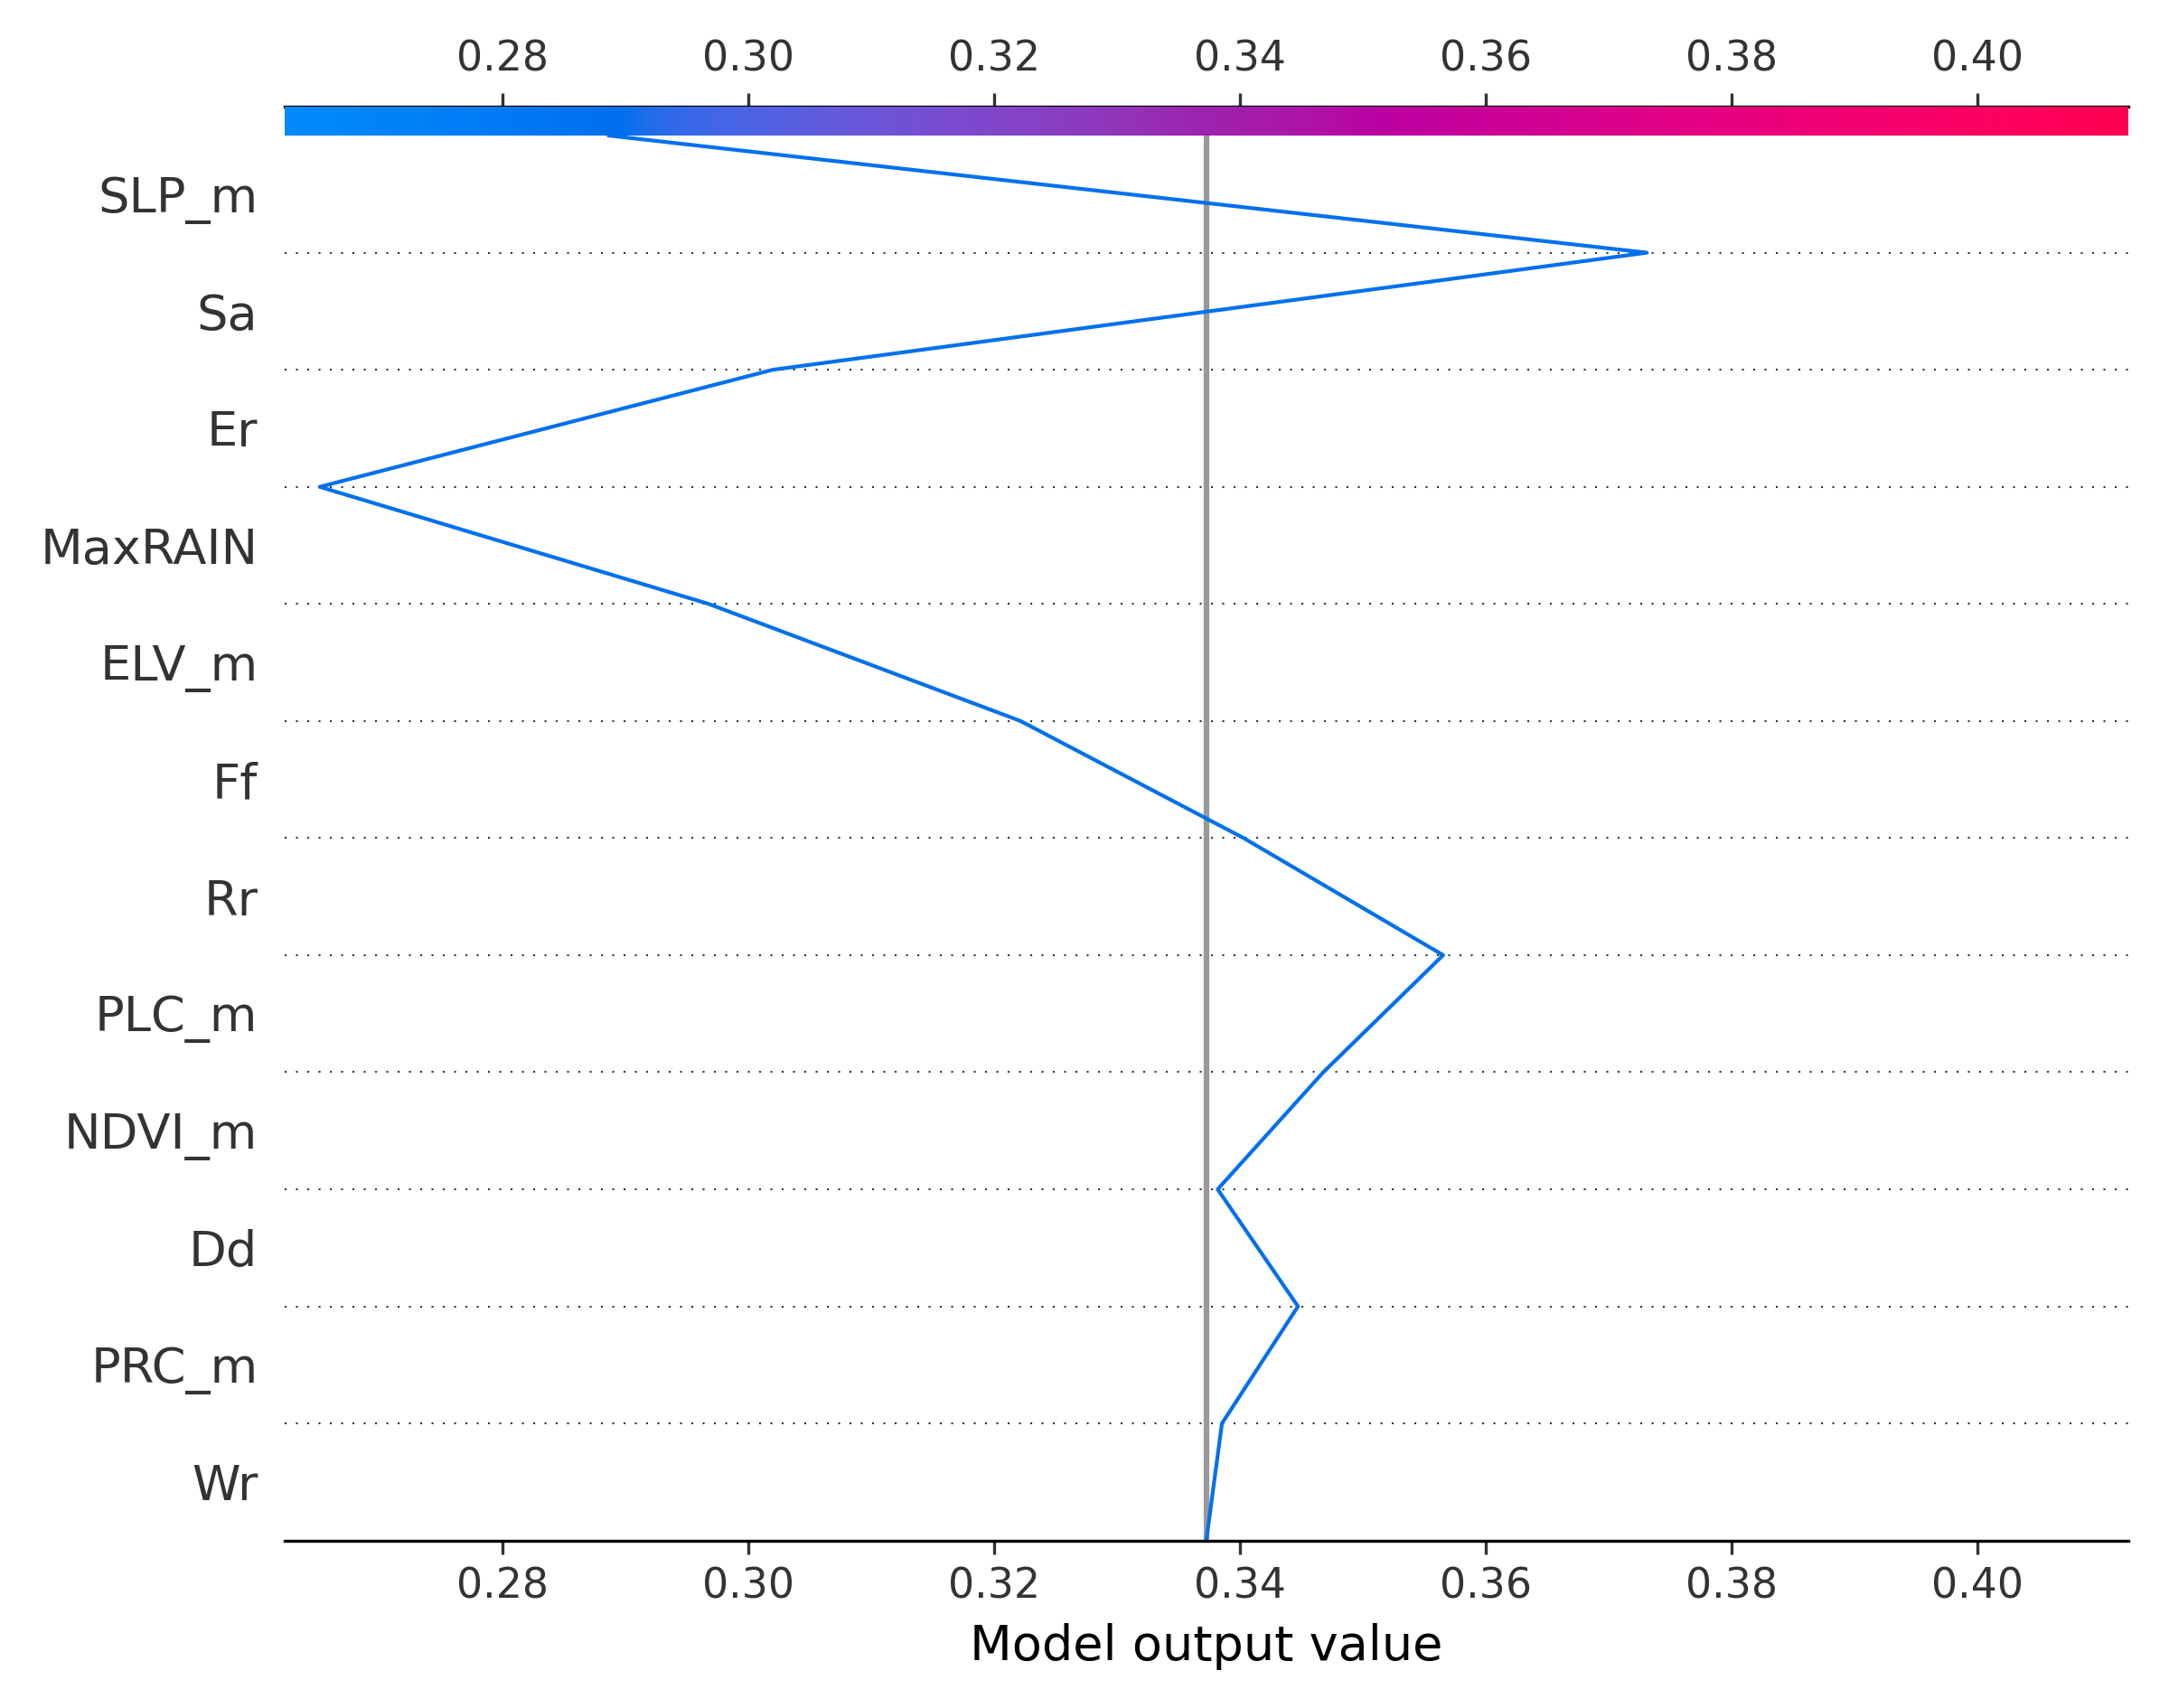 0.28 0.30 0.32 0.34 0.36 0.38 0.40
SLP_m
Sa
Er
MaxRAIN
ELV_m
Ff
Rr
PLC_m
NDVI_m
Dd
PRC_m
Wr
0.28 0.30 0.32 0.34 0.36 0.38 0.40
Model output value